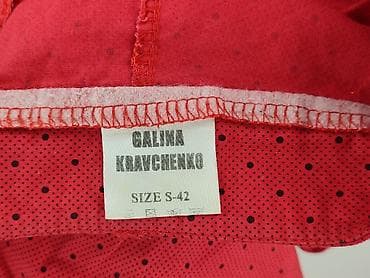 GALINA
KRAVCHENKO
SIZE S-42